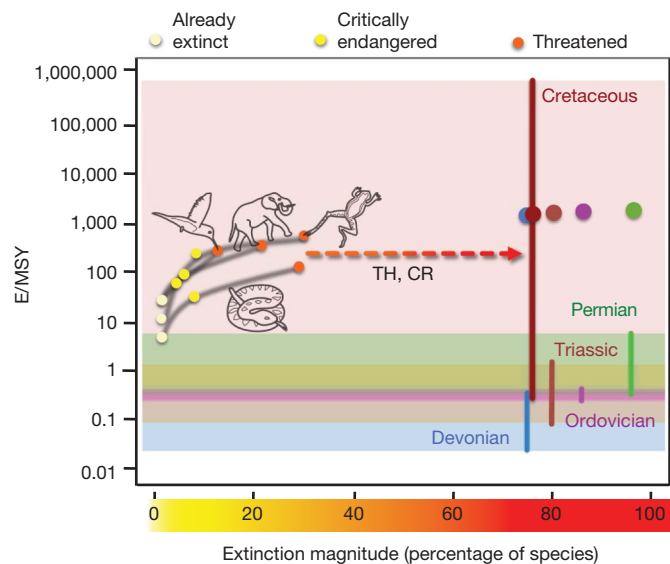 Already
extinct
Critically
endangered
Threatened
1,000,000
100,000
10,000
1,000
100
10
1
0.1
0.01
E/MSY
Cretaceous
TH, CR
Permian
Triassic
Ordovician
Devonian
0 20 40 60 80 100
Extinction magnitude (percentage of species)